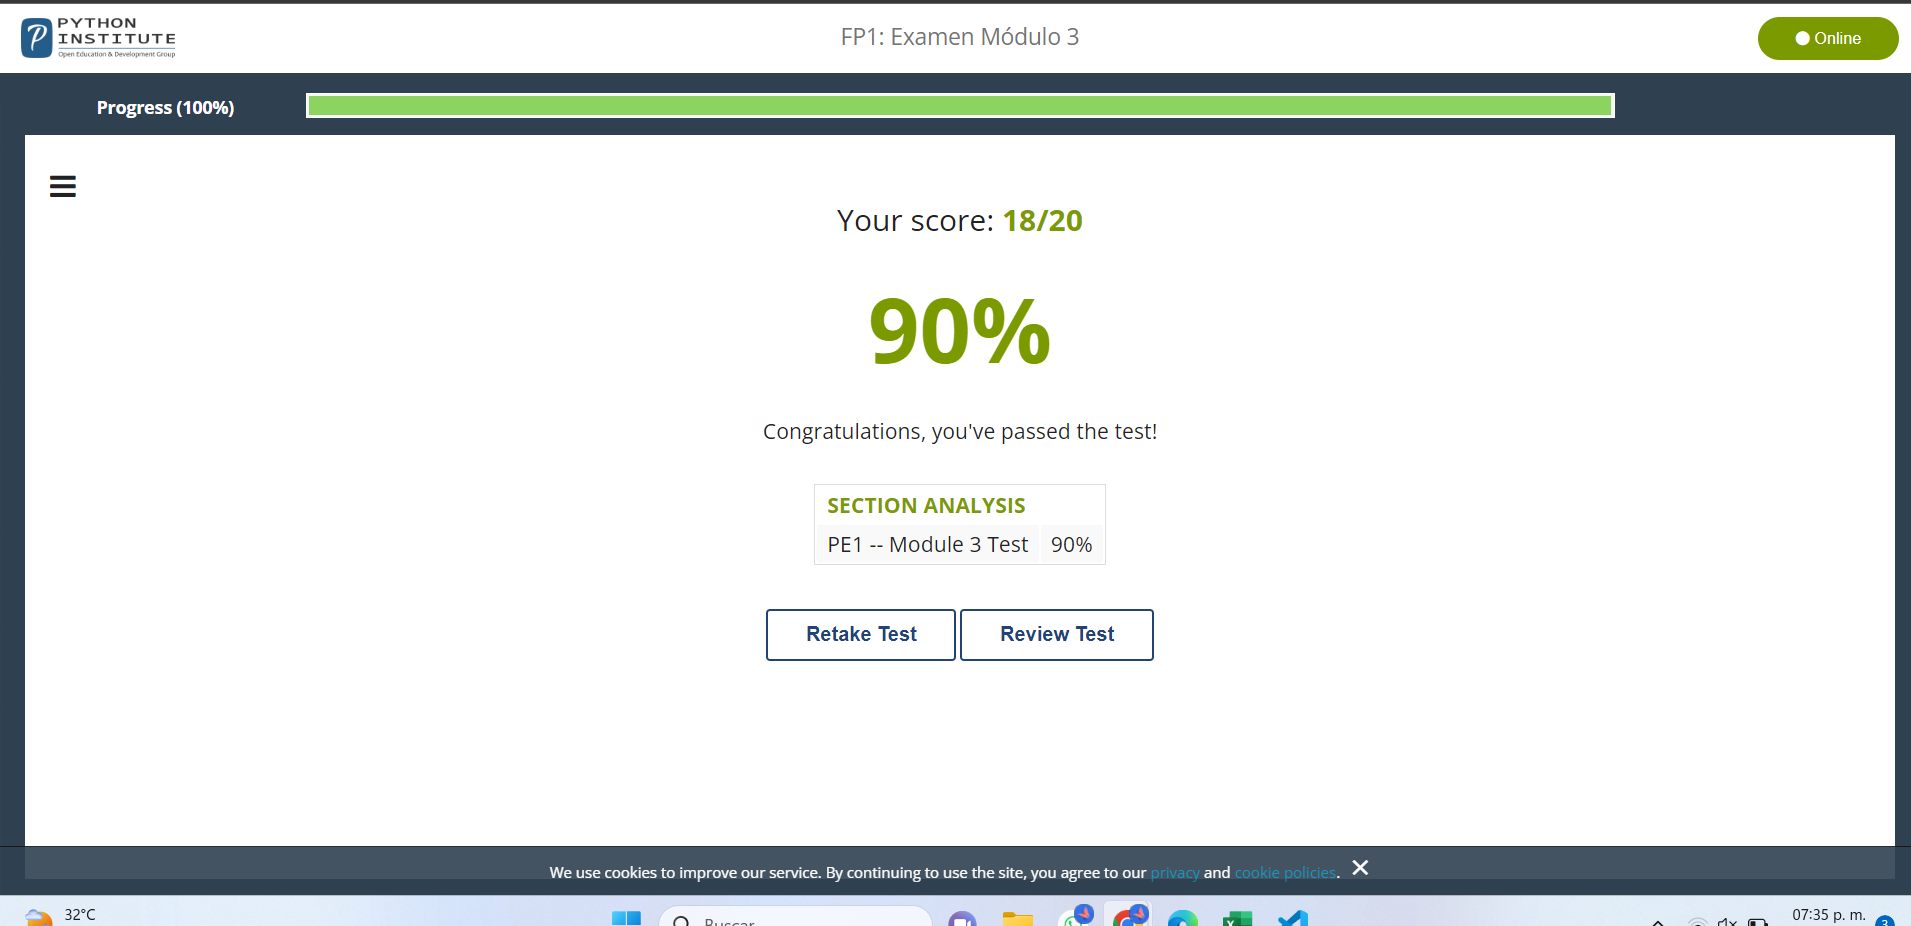 PYTHON
INSTITUTE
Open Education & Development Group
FP1: Examen Módulo 3
Online
Progress (100%)
Your score: 18/20
90%
Congratulations, you've passed the test!
SECTION ANALYSIS
PE1 -- Module 3 Test 90%
Retake Test Review Test
We use cookies to improve our service. By continuing to use the site, you agree to our privacy and cookie policies.
32°C
Buscar
07:35 p. m.
3